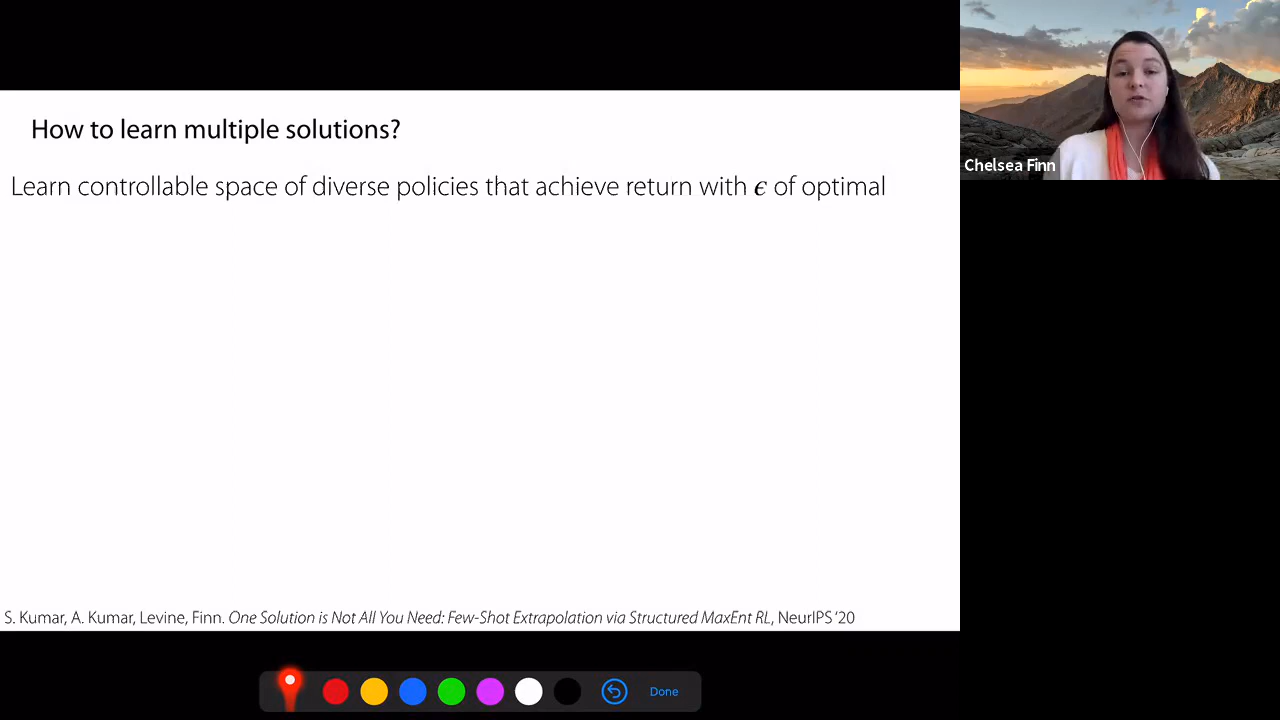 How to learn multiple solutions?
Learn controllable space of diverse policies that achieve return with ϵ of optimal
S. Kumar, A. Kumar, Levine, Finn. One Solution is Not All You Need: Few-Shot Extrapolation via Structured MaxEnt RL, NeurIPS ‘20
Chelsea Finn
Done